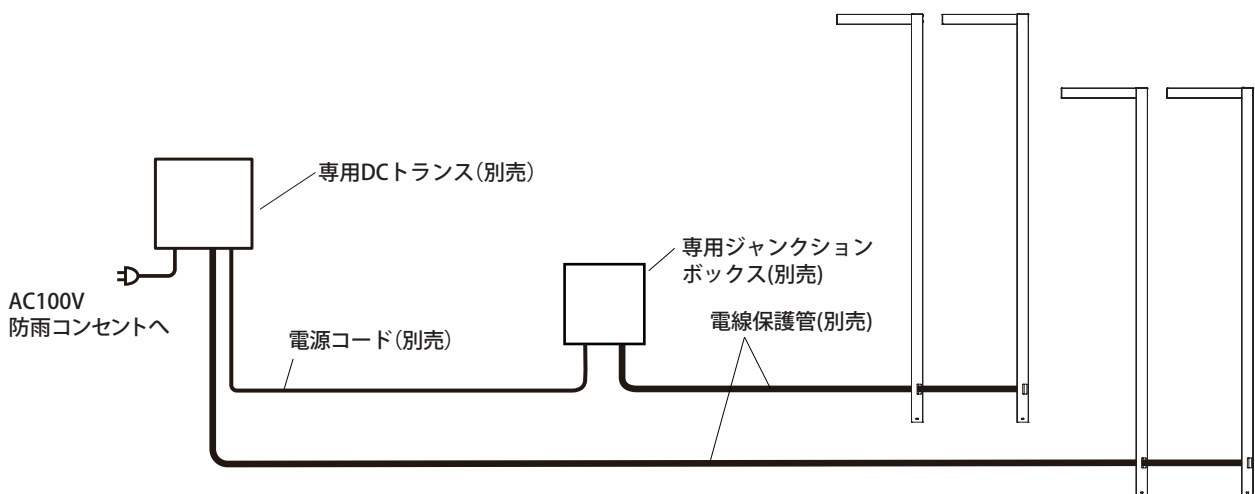 専用DCトランス（別売）
専用ジャンクション
ボックス(別売)
AC100V
防雨コンセントへ
電線保護管(別売)
電源コード（別売）